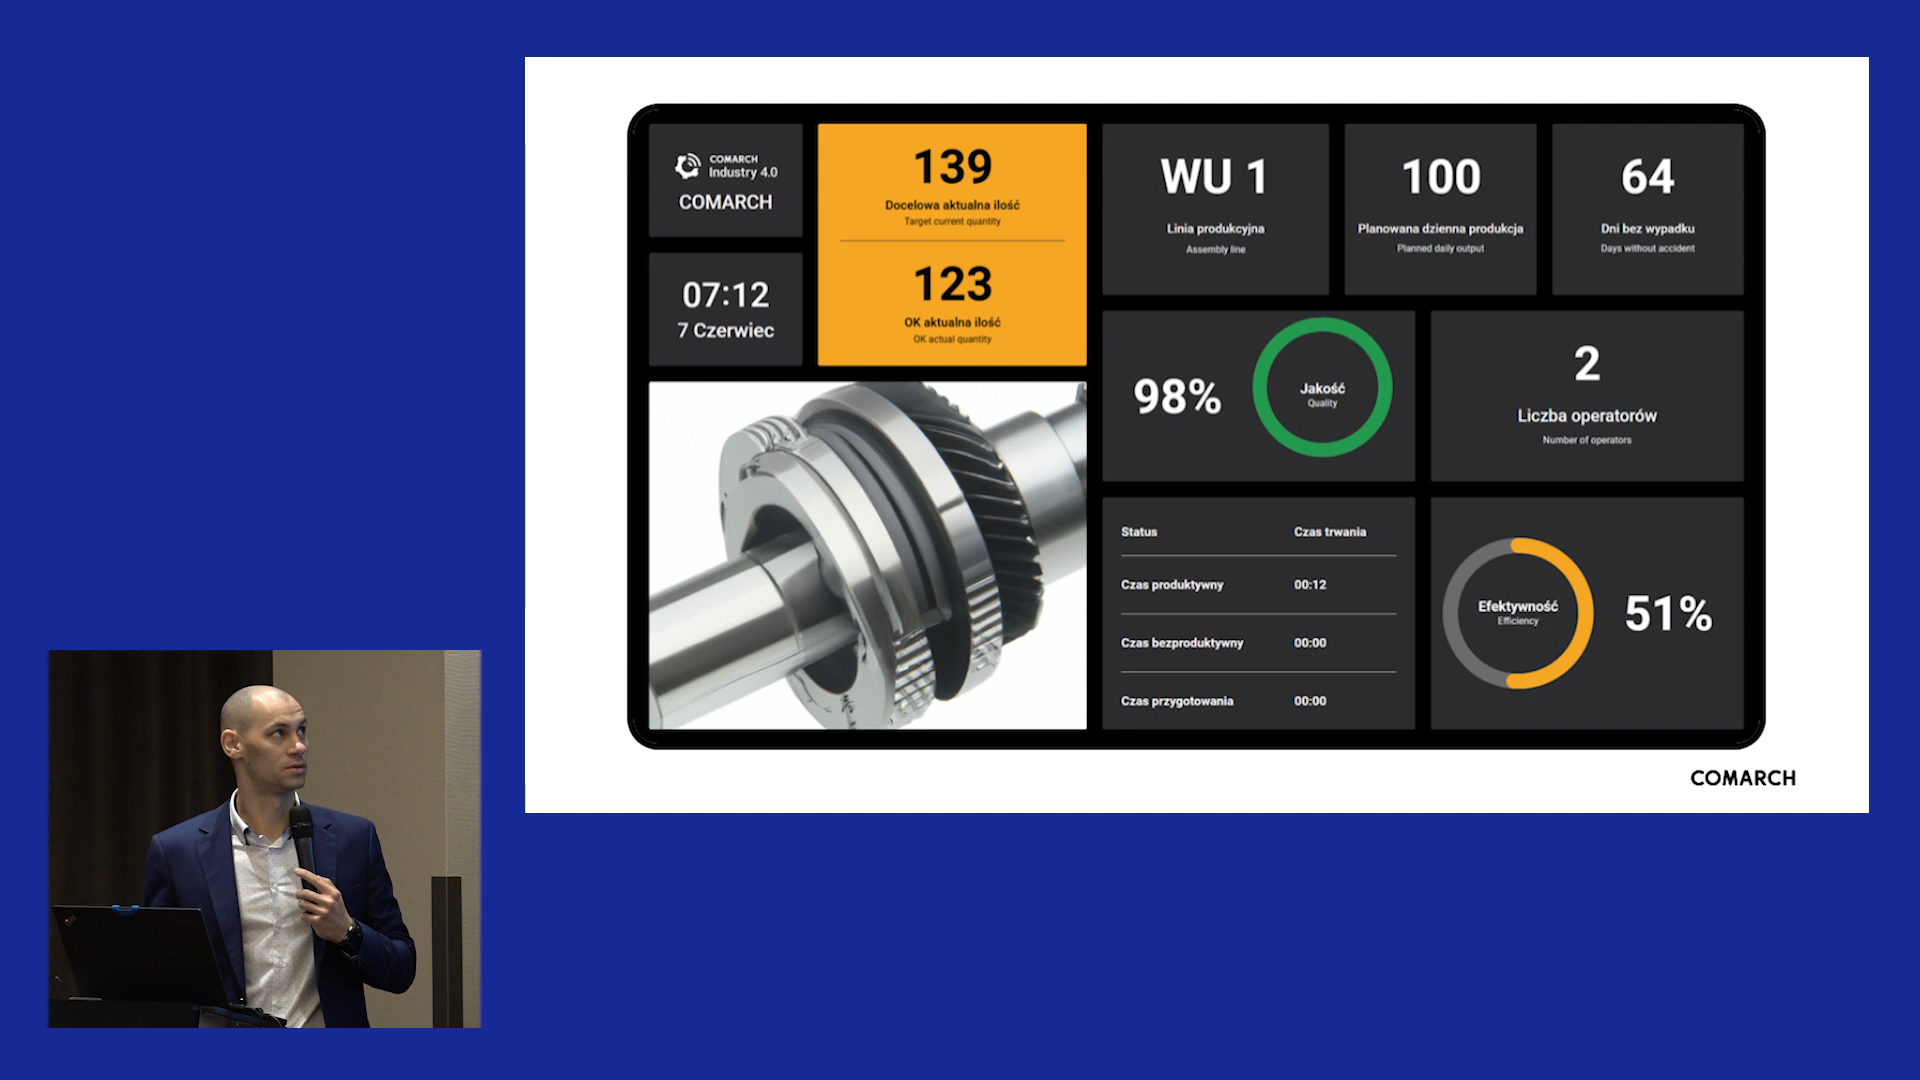 COMARCH
Industry 4.0
COMARCH
07:12
7 Czerwiec
139
Docelowa aktualna ilość
Target current quantity
123
OK aktualna ilość
OK actual quantity
WU 1
Linia produkcyjna
Assembly line
100
Planowana dzienna produkcja
Planned daily output
64
Dni bez wypadku
Days without accident
98%
Jakość
Quality
2
Liczba operatorów
Number of operators
Status Czas trwania
Czas produktywny 00:12
Czas bezproduktywny 00:00
Czas przygotowania 00:00
Efektywność
Efficiency
51%
COMARCH